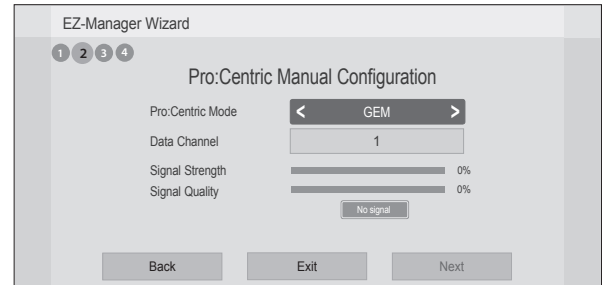 EZ-Manager Wizard
1 2 3 4
Pro:Centric Manual Configuration
Pro:Centric Mode < GEM >
Data Channel 1
Signal Strength 0%
Signal Quality 0%
No signal
Back Exit Next